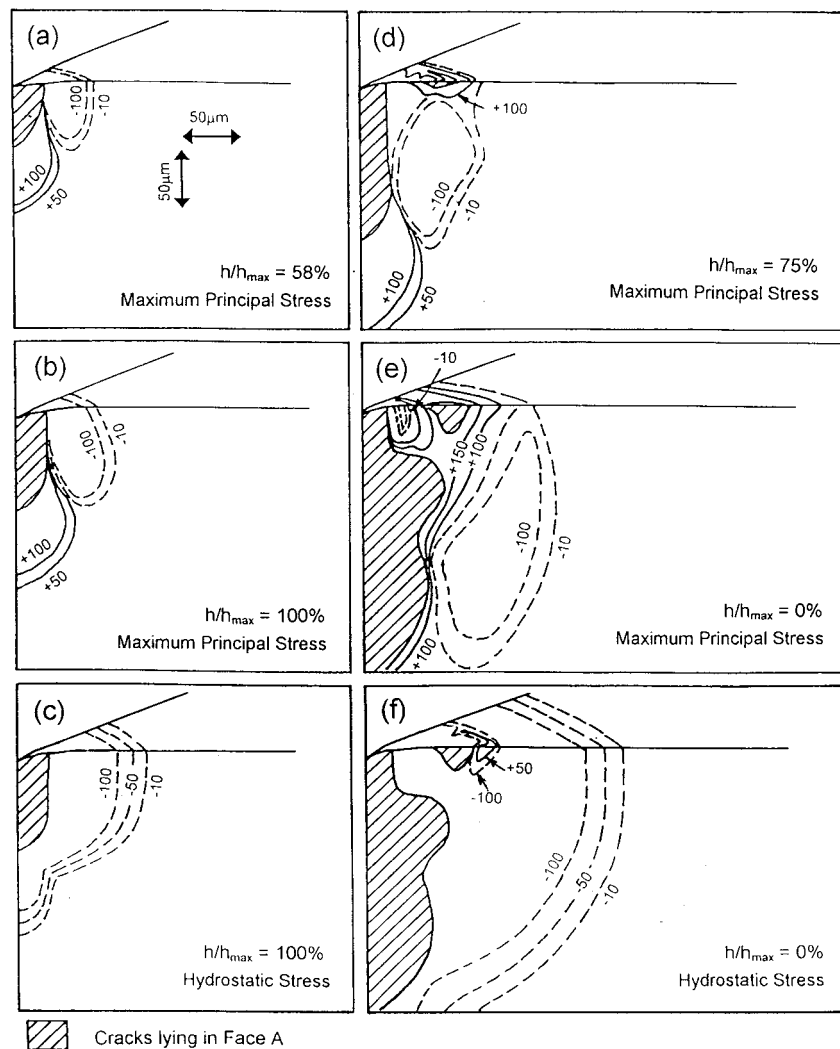 (a)
-100
-10
50μm
50μm
+100
+50
h/hmax = 58%
Maximum Principal Stress
(b)
-100
-10
+100
+50
h/hmax = 100%
Maximum Principal Stress
(c)
-100
-50
-10
h/hmax = 100%
Hydrostatic Stress
(d)
+100
-100
-10
+100
+50
h/hmax = 75%
Maximum Principal Stress
(e)
-10
+150
+100
-100
-10
+100
h/hmax = 0%
Maximum Principal Stress
(f)
+50
-100
-100
-50
-10
h/hmax = 0%
Hydrostatic Stress
Cracks lying in Face A